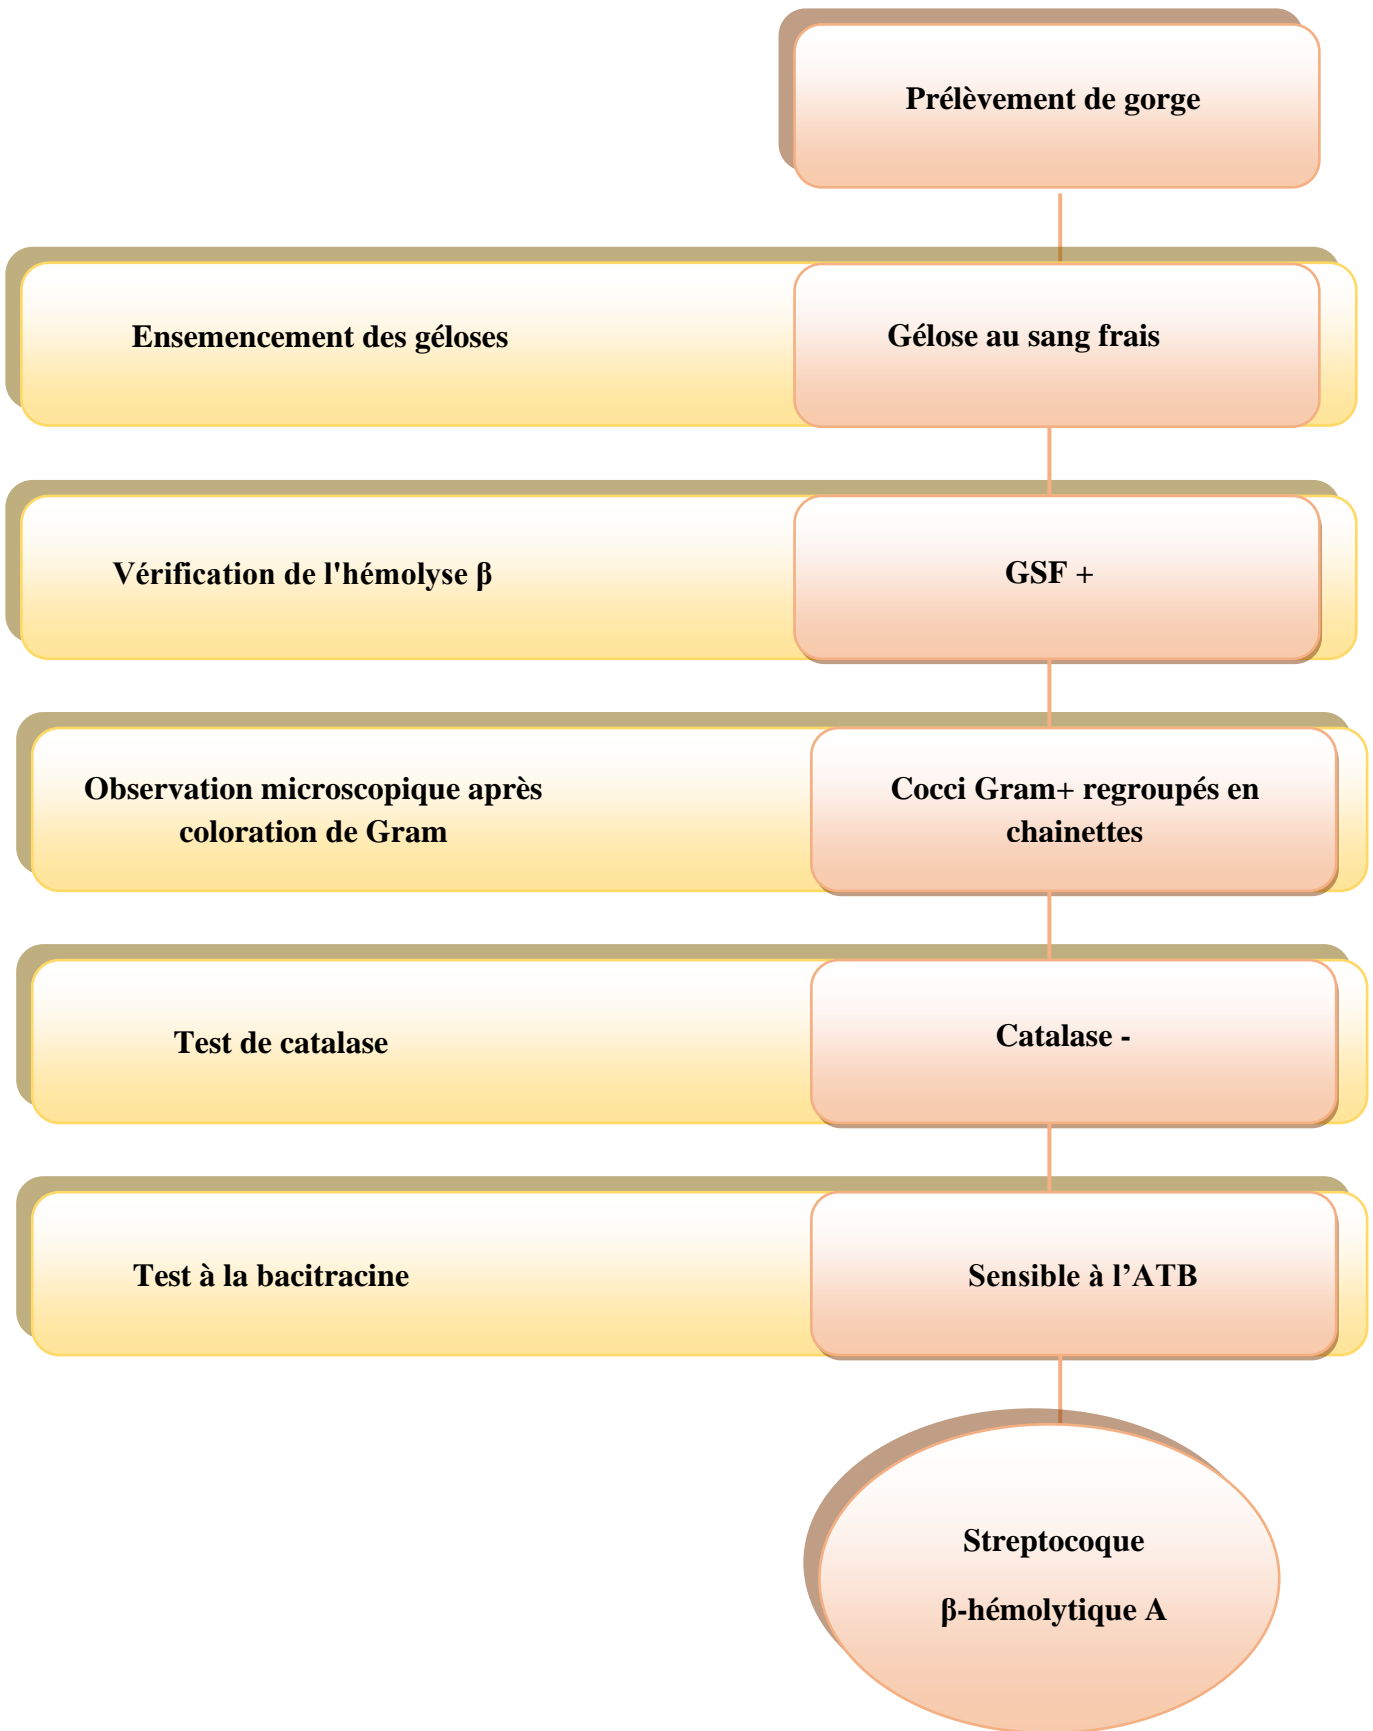 Prélèvement de gorge
Ensemencement des géloses
Gélose au sang frais
Vérification de l'hémolyse β
GSF +
Observation microscopique après
coloration de Gram
Cocci Gram+ regroupés en
chainettes
Test de catalase
Catalase -
Test à la bacitracine
Sensible à l’ATB
Streptocoque
β-hémolytique A